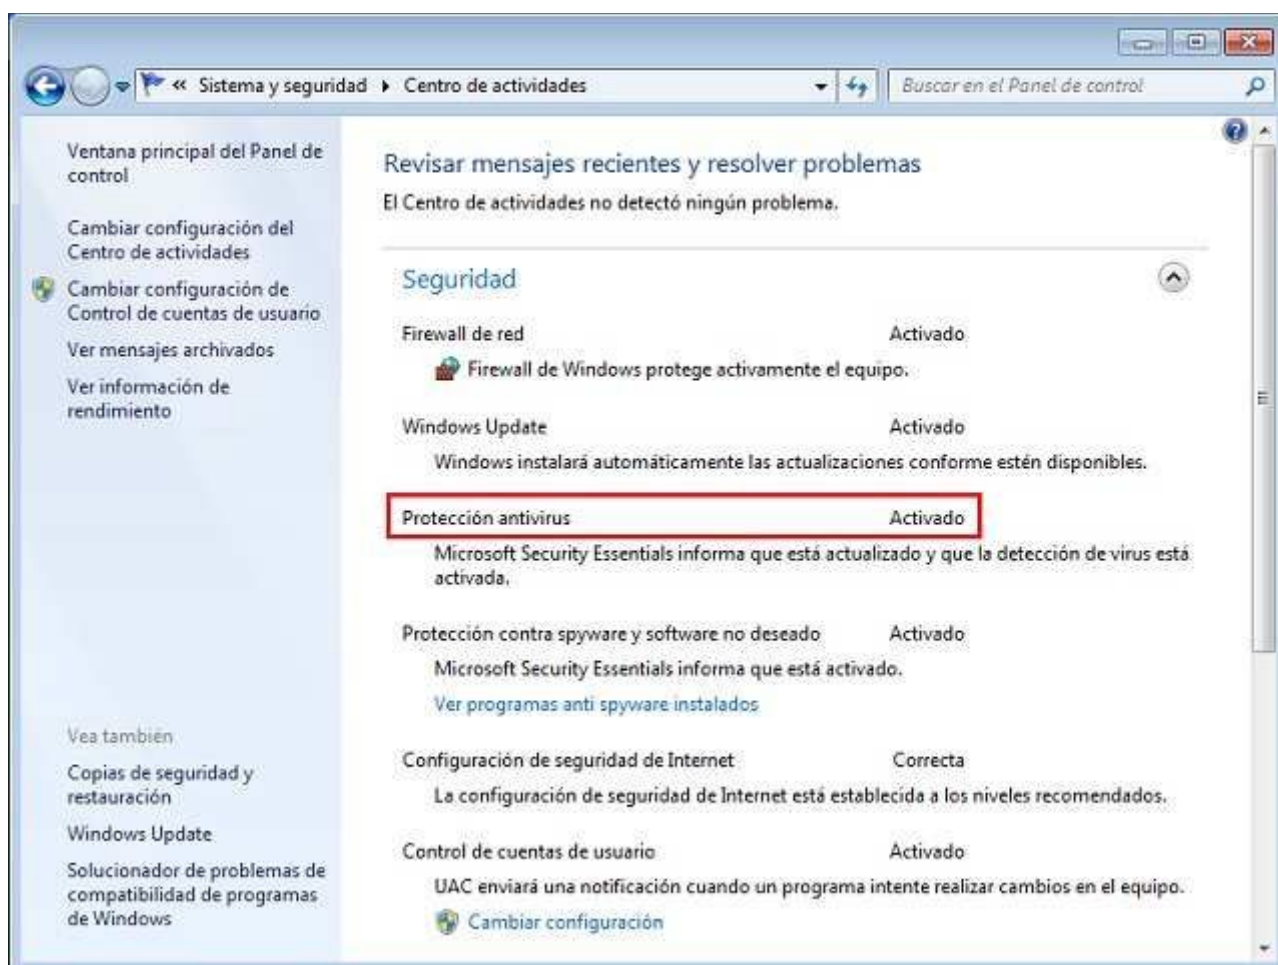 « Sistema y seguridad ▸ Centro de actividades
Buscar en el Panel de control
Ventana principal del Panel de
control
Cambiar configuración del
Centro de actividades
Cambiar configuración de
Control de cuentas de usuario
Ver mensajes archivados
Ver información de
rendimiento
Vea también
Copias de seguridad y
restauración
Windows Update
Solucionador de problemas de
compatibilidad de programas
de Windows
Revisar mensajes recientes y resolver problemas
El Centro de actividades no detectó ningún problema.
Seguridad
Firewall de red Activado
Firewall de Windows protege activamente el equipo.
Windows Update Activado
Windows instalará automáticamente las actualizaciones conforme estén disponibles.
Protección antivirus Activado
Microsoft Security Essentials informa que está actualizado y que la detección de virus está
activada.
Protección contra spyware y software no deseado Activado
Microsoft Security Essentials informa que está activado.
Ver programas anti spyware instalados
Configuración de seguridad de Internet Correcta
La configuración de seguridad de Internet está establecida a los niveles recomendados.
Control de cuentas de usuario Activado
UAC enviará una notificación cuando un programa intente realizar cambios en el equipo.
Cambiar configuración